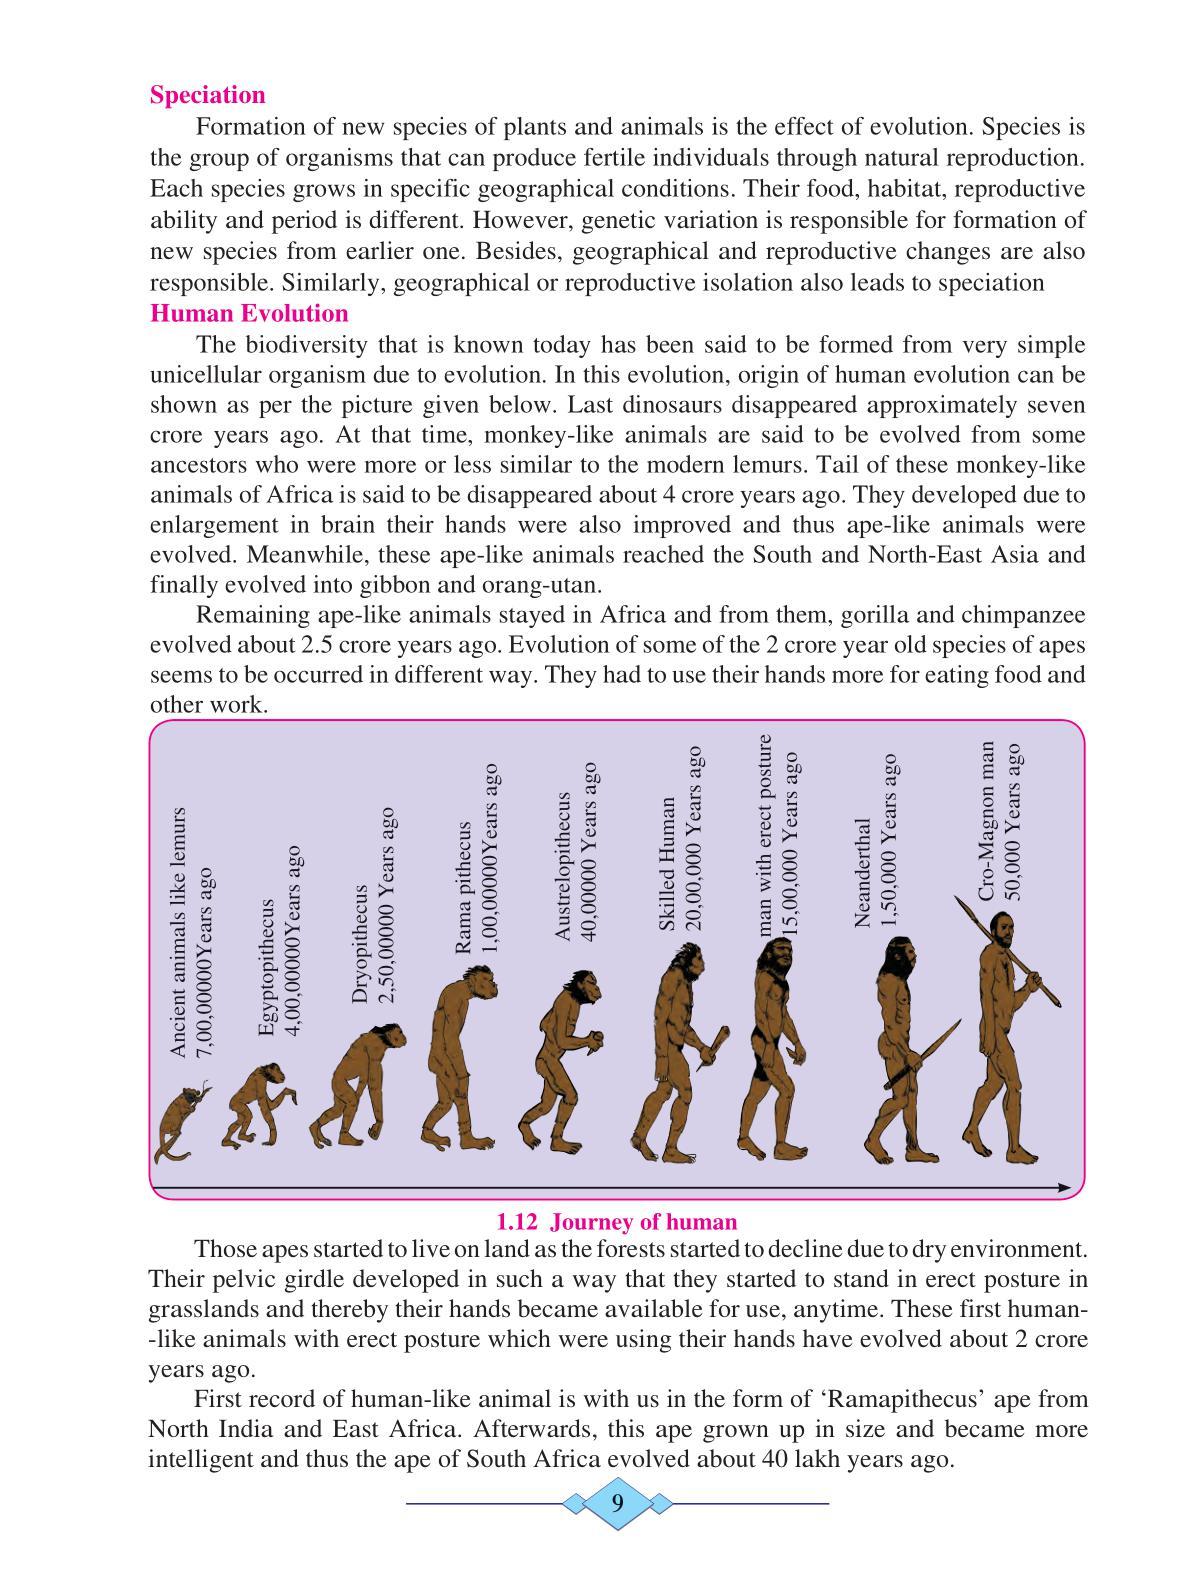 Speciation
Formation of new species of plants and animals is the effect of evolution. Species is
the group of organisms that can produce fertile individuals through natural reproduction.
Each species grows in specific geographical conditions. Their food, habitat, reproductive
ability and period is different. However, genetic variation is responsible for formation of
new species from earlier one. Besides, geographical and reproductive changes are also
responsible. Similarly, geographical or reproductive isolation also leads to speciation
Human Evolution
The biodiversity that is known today has been said to be formed from very simple
unicellular organism due to evolution. In this evolution, origin of human evolution can be
shown as per the picture given below. Last dinosaurs disappeared approximately seven
crore years ago. At that time, monkey-like animals are said to be evolved from some
ancestors who were more or less similar to the modern lemurs. Tail of these monkey-like
animals of Africa is said to be disappeared about 4 crore years ago. They developed due to
enlargement in brain their hands were also improved and thus ape-like animals were
evolved. Meanwhile, these ape-like animals reached the South and North-East Asia and
finally evolved into gibbon and orang-utan.
Remaining ape-like animals stayed in Africa and from them, gorilla and chimpanzee
evolved about 2.5 crore years ago. Evolution of some of the 2 crore year old species of apes
seems to be occurred in different way. They had to use their hands more for eating food and
other work.
Ancient animals like lemurs
7,00,00000Years ago
Egyptopithecus
4,00,00000Years ago
Dryopithecus
2,50,00000 Years ago
Rama pithecus
1,00,00000Years ago
Austrelopithecus
40,00000 Years ago
Skilled Human
20,00,000 Years ago
man with erect posture
15,00,000 Years ago
Neanderthal
1,50,000 Years ago
Cro-Magnon man
50,000 Years ago
1.12 Journey of human
Those apes started to live on land as the forests started to decline due to dry environment.
Their pelvic girdle developed in such a way that they started to stand in erect posture in
grasslands and thereby their hands became available for use, anytime. These first human-
-like animals with erect posture which were using their hands have evolved about 2 crore
years ago.
First record of human-like animal is with us in the form of ‘Ramapithecus’ ape from
North India and East Africa. Afterwards, this ape grown up in size and became more
intelligent and thus the ape of South Africa evolved about 40 lakh years ago.
9